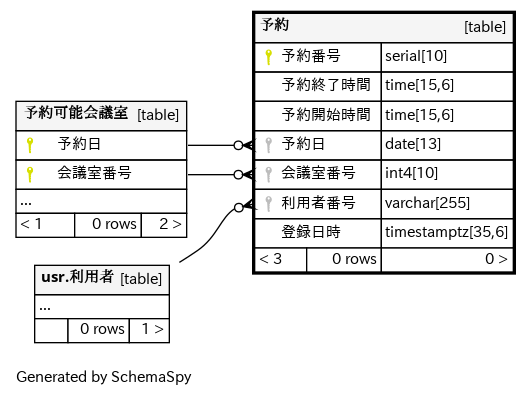 予約 [table]
予約番号 serial[10]
予約終了時間 time[15,6]
予約開始時間 time[15,6]
予約日 date[13]
会議室番号 int4[10]
利用者番号 varchar[255]
登録日時 timestamptz[35,6]
< 3 0 rows 0 >
予約可能会議室 [table]
予約日
会議室番号
...
< 1 0 rows 2 >
usr.利用者 [table]
...
0 rows 1 >
Generated by SchemaSpy